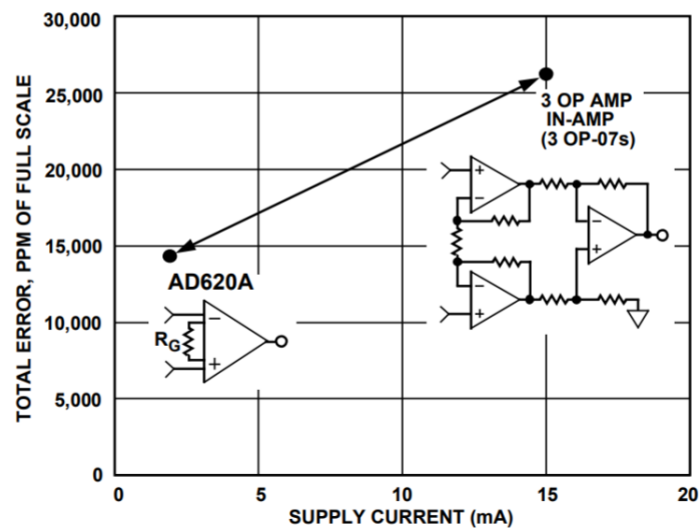 TOTAL ERROR, PPM OF FULL SCALE
30,000
25,000
20,000
15,000
10,000
5,000
0
3 OP AMP
IN-AMP
(3 OP-07s)
+
−
−
+
−
+
AD620A
RG
−
+
0
5
10
15
20
SUPPLY CURRENT (mA)